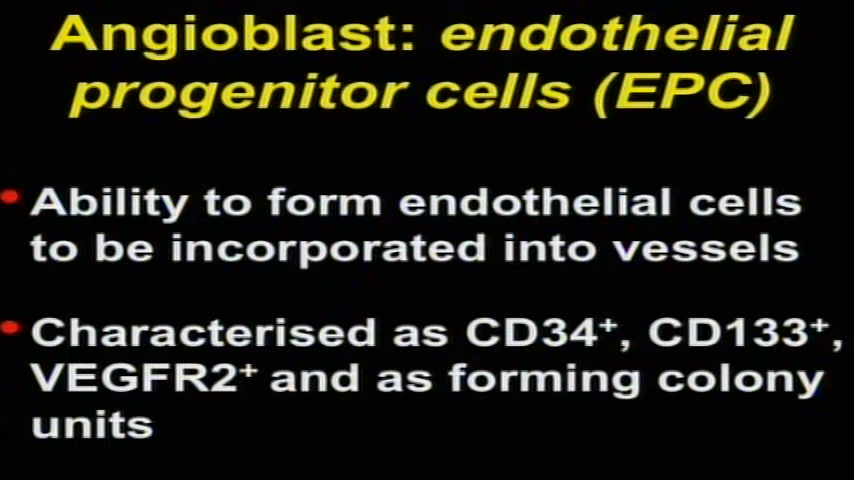 Angioblast: endothelial
progenitor cells (EPC)
• Ability to form endothelial cells
to be incorporated into vessels
• Characterised as CD34⁺, CD133⁺,
VEGFR2⁺ and as forming colony
units